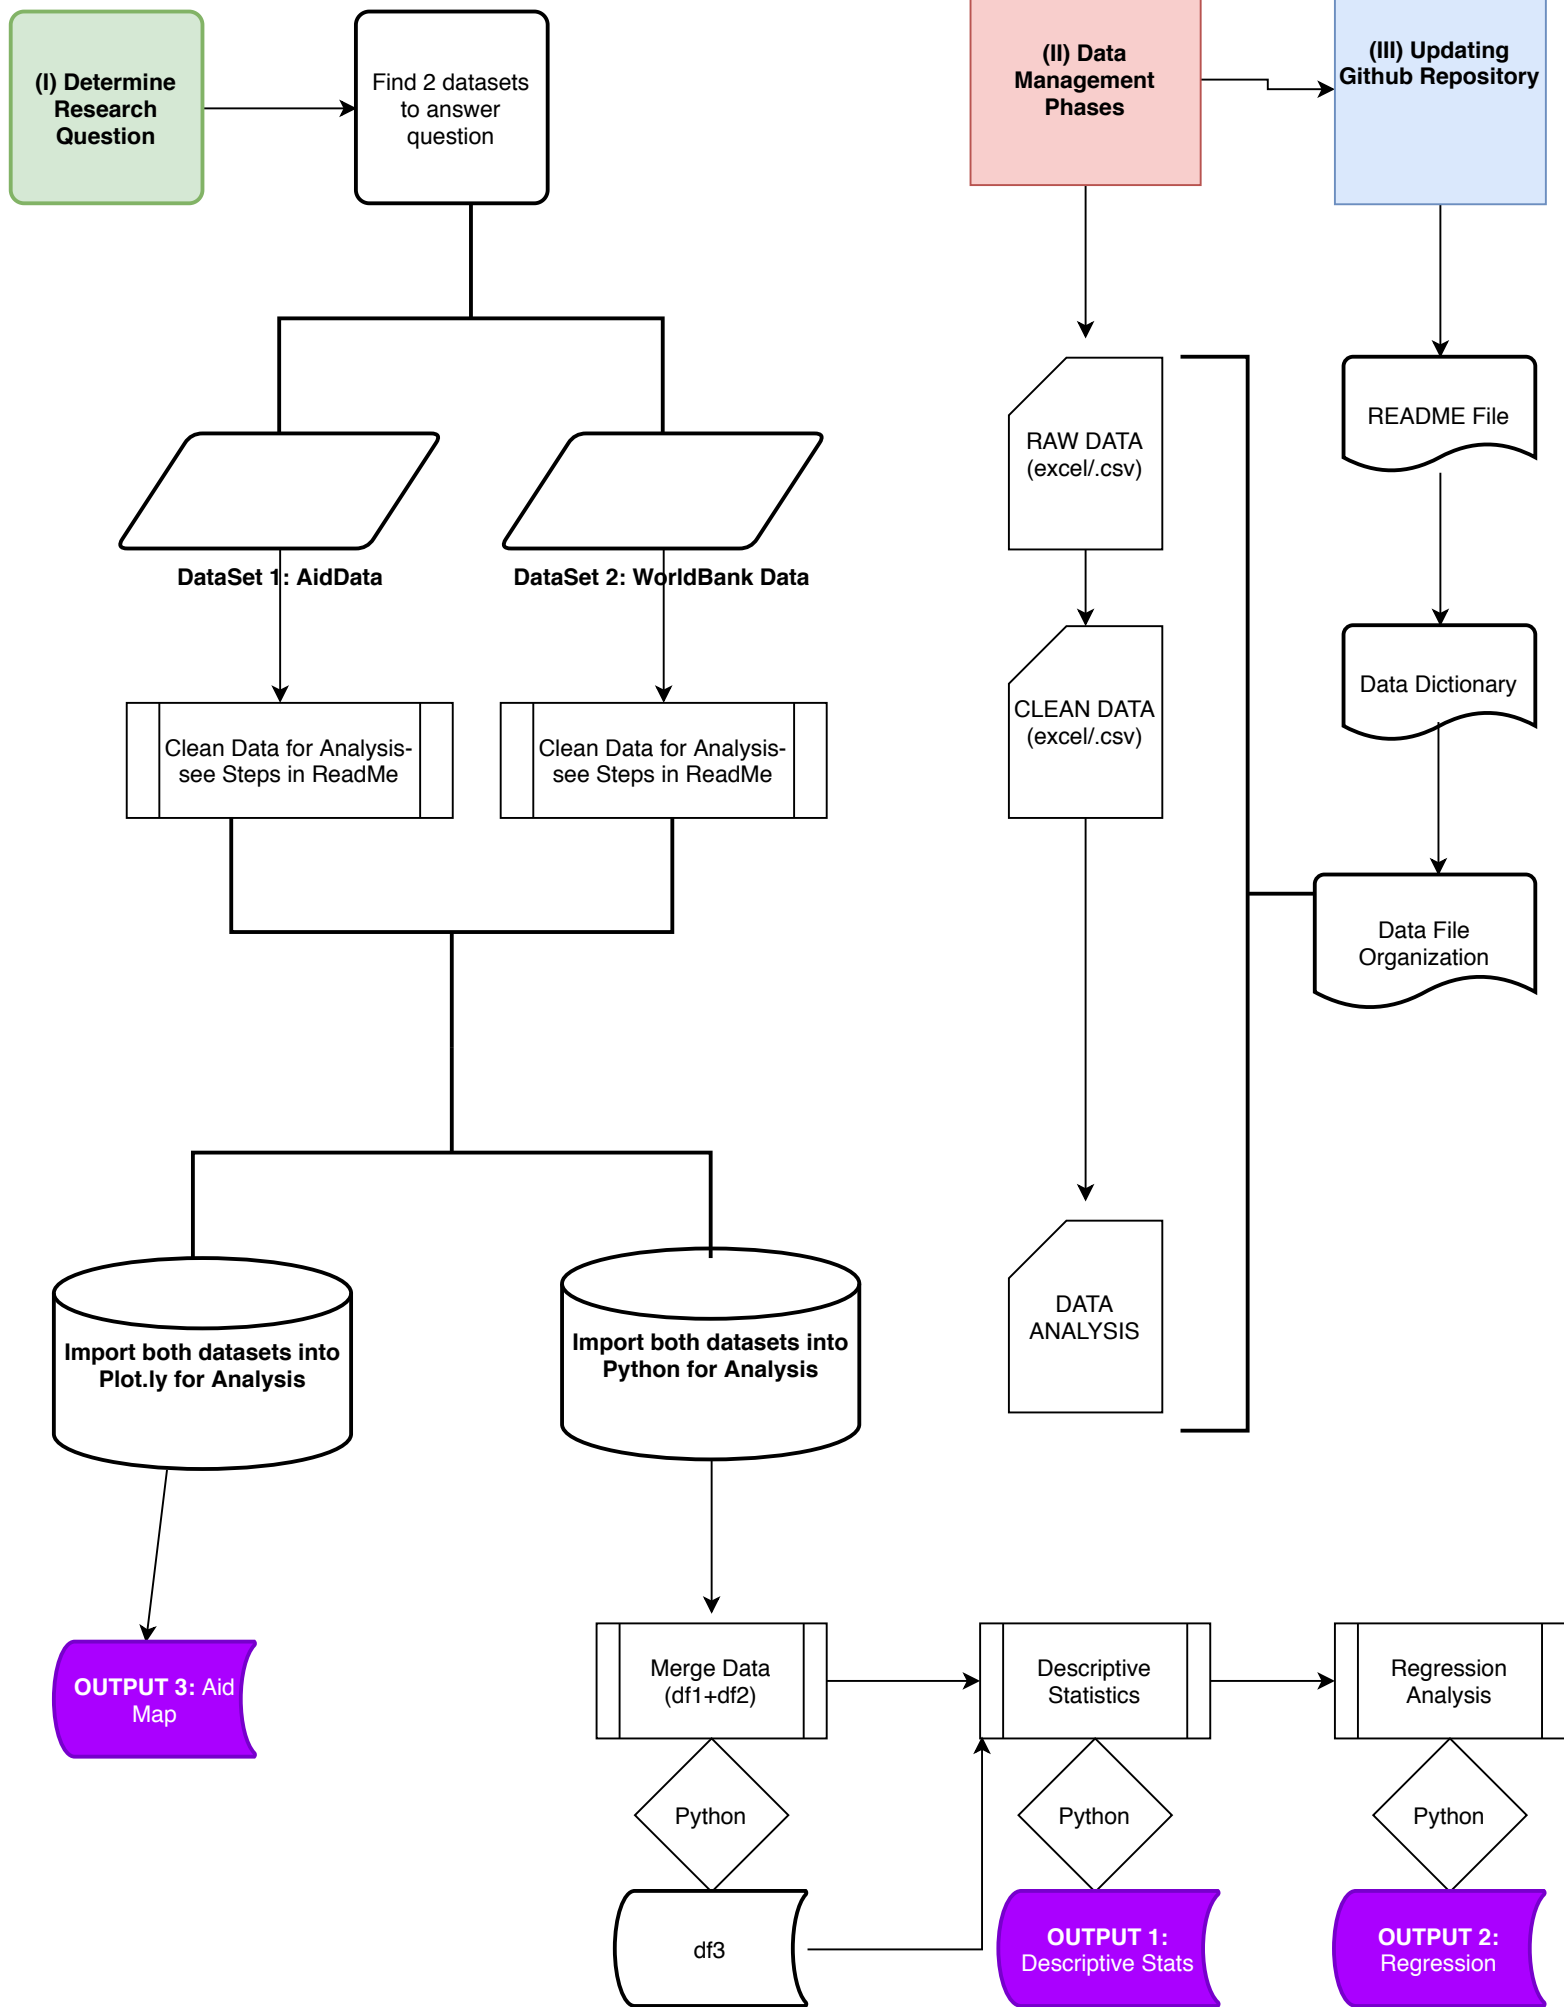 (I) Determine
Research
Question
Find 2 datasets
to answer
question
(II) Data
Management
Phases
(III) Updating
Github Repository
RAW DATA
(excel/.csv)
README File
DataSet 1: AidData
DataSet 2: WorldBank Data
Clean Data for Analysis-
see Steps in ReadMe
Clean Data for Analysis-
see Steps in ReadMe
CLEAN DATA
(excel/.csv)
Data Dictionary
Data File
Organization
Import both datasets into
Plot.ly for Analysis
Import both datasets into
Python for Analysis
DATA
ANALYSIS
OUTPUT 3: Aid
Map
Merge Data
(df1+df2)
Descriptive
Statistics
Regression
Analysis
Python
Python
Python
df3
OUTPUT 1:
Descriptive Stats
OUTPUT 2:
Regression